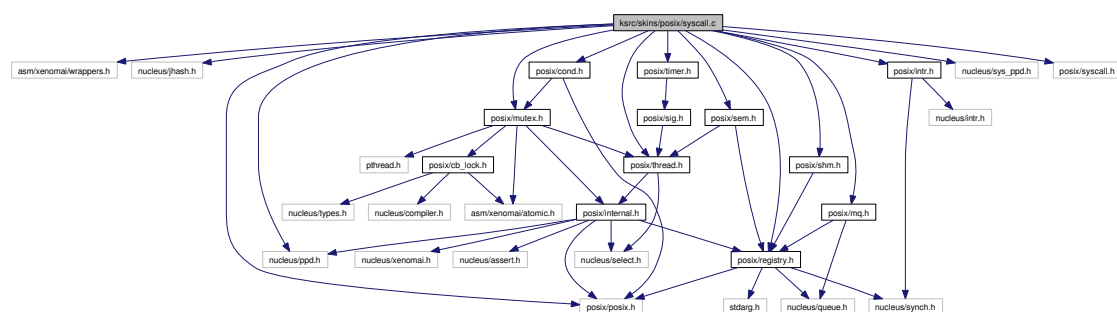 ksrc/skins/posix/syscall.c
asm/xenomai/wrappers.h
nucleus/jhash.h
posix/cond.h
posix/timer.h
posix/intr.h
nucleus/sys_ppd.h
posix/syscall.h
posix/mutex.h
posix/sig.h
posix/sem.h
nucleus/intr.h
pthread.h
posix/cb_lock.h
posix/thread.h
posix/shm.h
nucleus/types.h
nucleus/compiler.h
asm/xenomai/atomic.h
posix/internal.h
posix/mq.h
nucleus/ppd.h
nucleus/xenomai.h
nucleus/assert.h
nucleus/select.h
posix/registry.h
posix/posix.h
stdarg.h
nucleus/queue.h
nucleus/synch.h